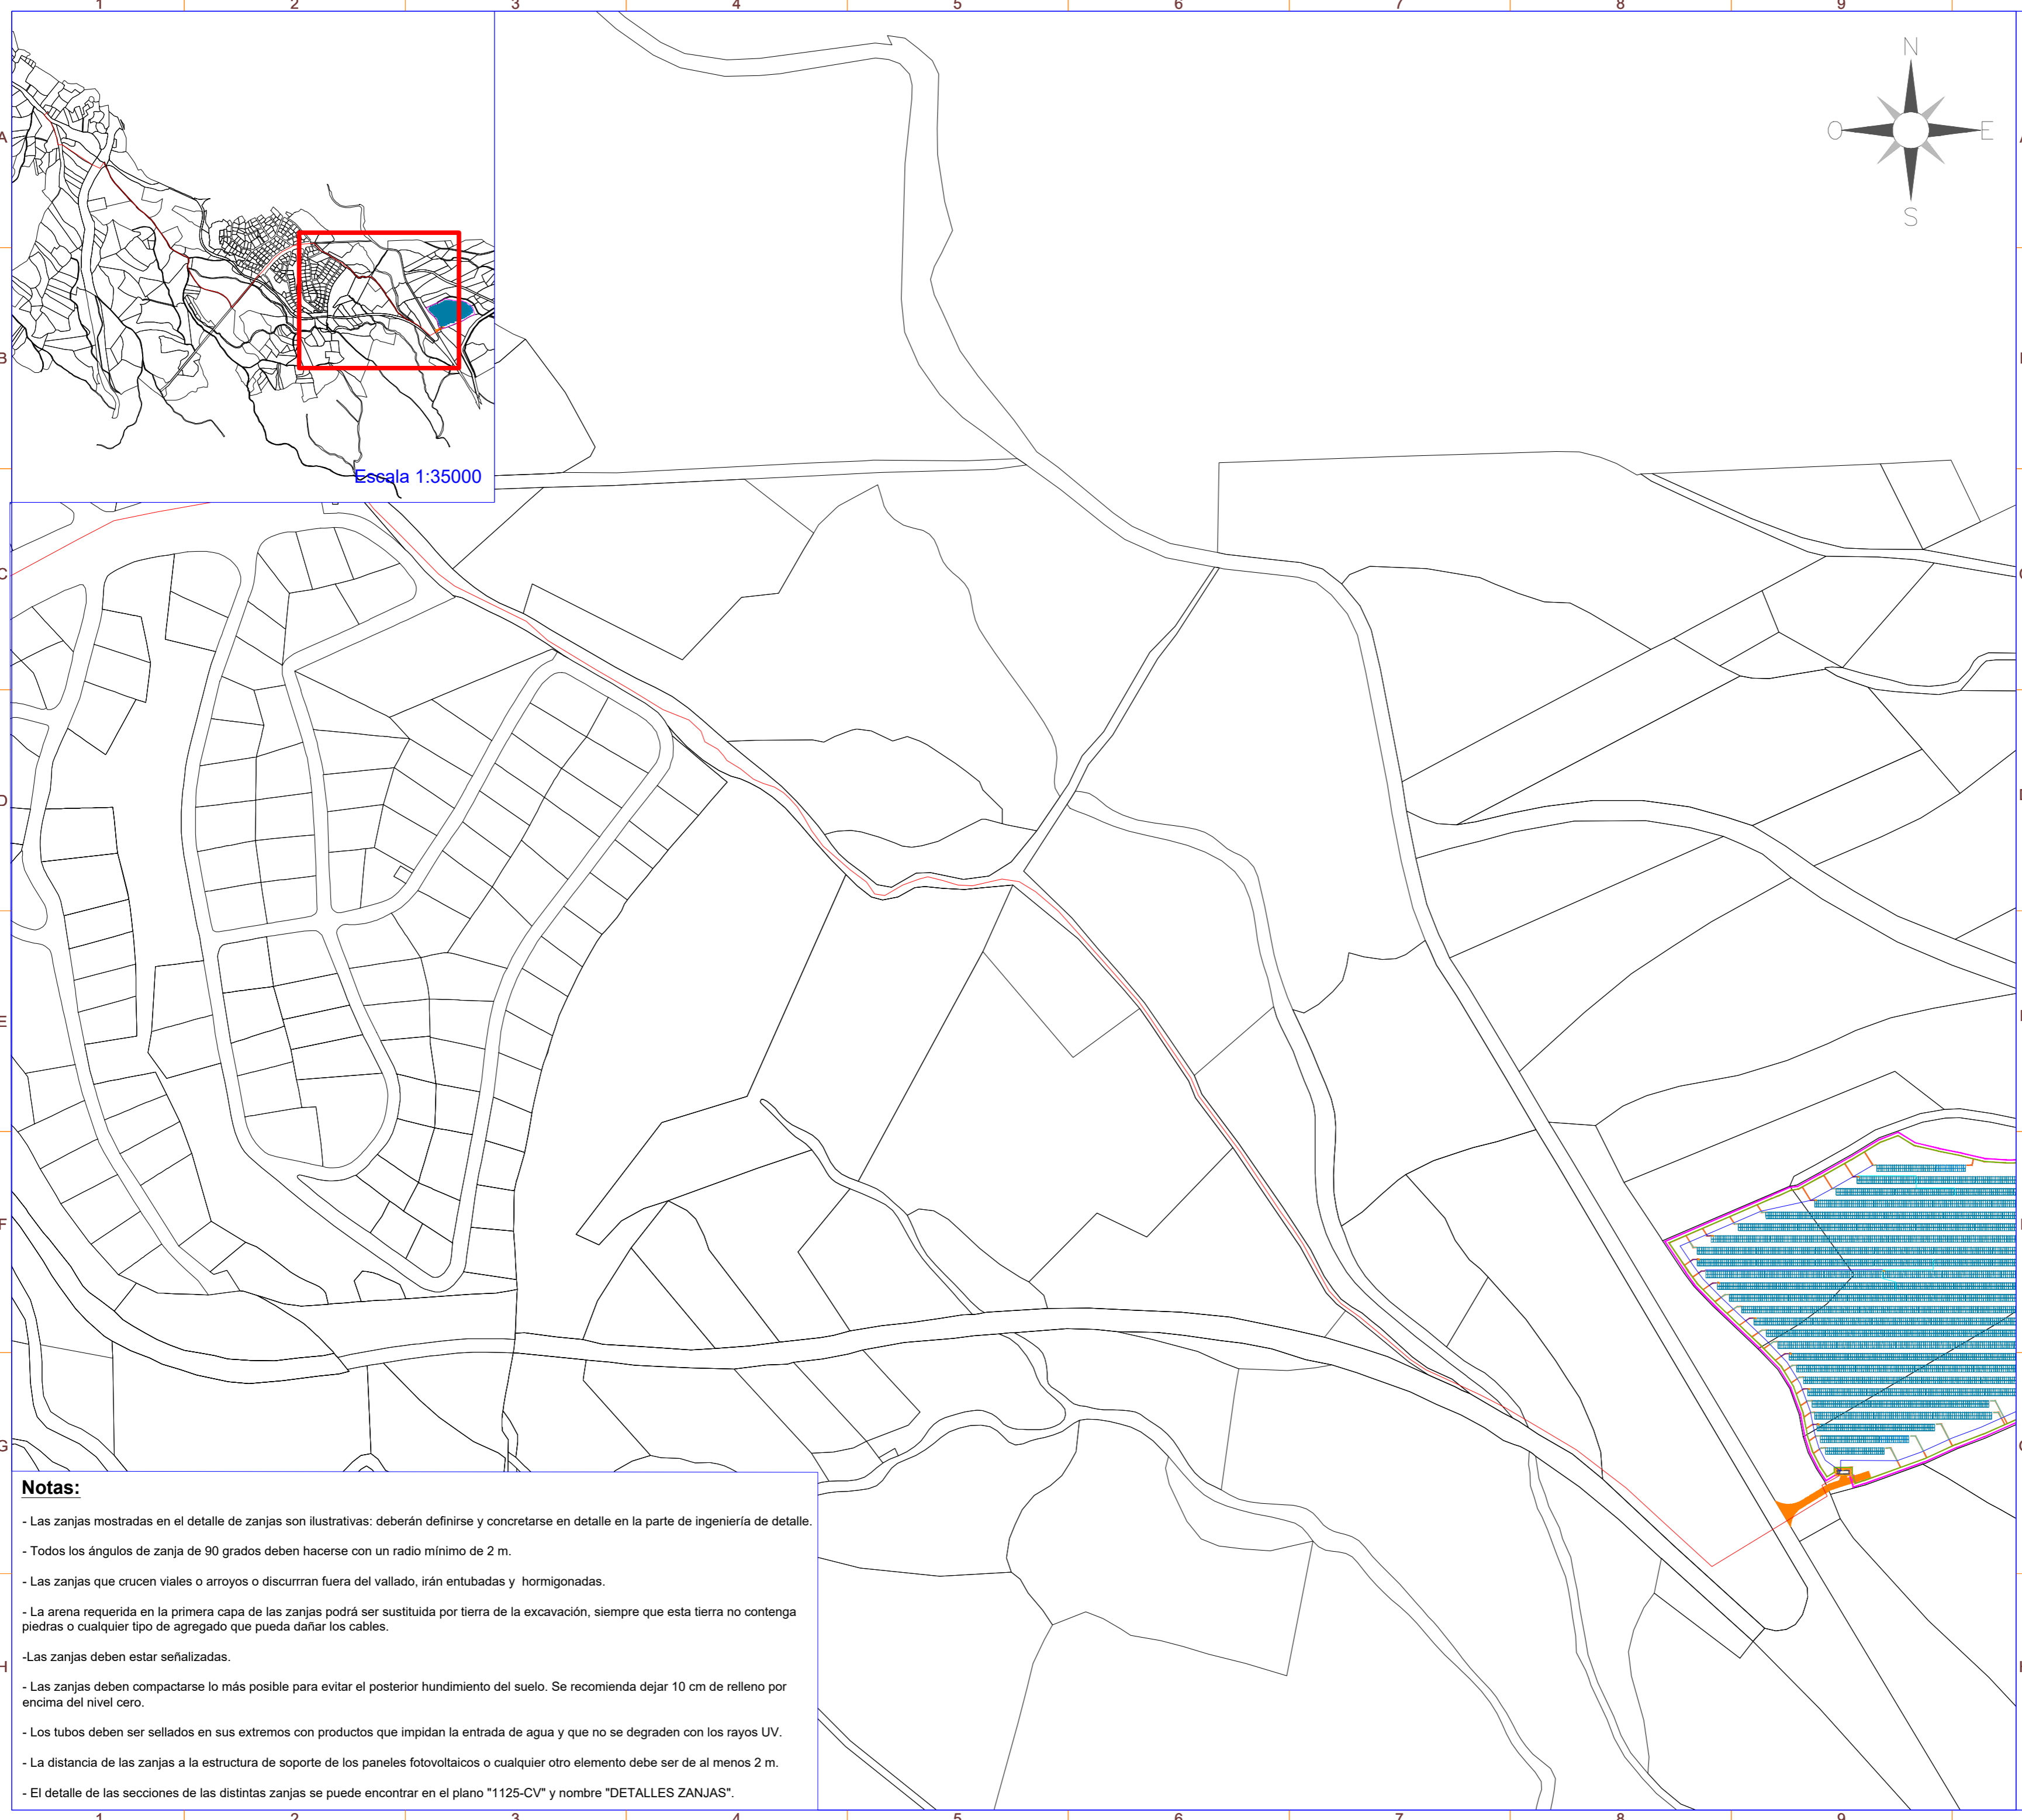 1 2 3 4 5 6 7 8 9
N
O E
S
A
B
C
D
E
F
G
H
Escala 1:35000
Notas:
- Las zanjas mostradas en el detalle de zanjas son ilustrativas: deberán definirse y concretarse en detalle en la parte de ingeniería de detalle.
- Todos los ángulos de zanja de 90 grados deben hacerse con un radio mínimo de 2 m.
- Las zanjas que crucen viales o arroyos o discurrran fuera del vallado, irán entubadas y hormigonadas.
- La arena requerida en la primera capa de las zanjas podrá ser sustituida por tierra de la excavación, siempre que esta tierra no contenga
piedras o cualquier tipo de agregado que pueda dañar los cables.
-Las zanjas deben estar señalizadas.
- Las zanjas deben compactarse lo más posible para evitar el posterior hundimiento del suelo. Se recomienda dejar 10 cm de relleno por
encima del nivel cero.
- Los tubos deben ser sellados en sus extremos con productos que impidan la entrada de agua y que no se degraden con los rayos UV.
- La distancia de las zanjas a la estructura de soporte de los paneles fotovoltaicos o cualquier otro elemento debe ser de al menos 2 m.
- El detalle de las secciones de las distintas zanjas se puede encontrar en el plano "1125-CV" y nombre "DETALLES ZANJAS".
1 2 3 4 5 6 7 8 9